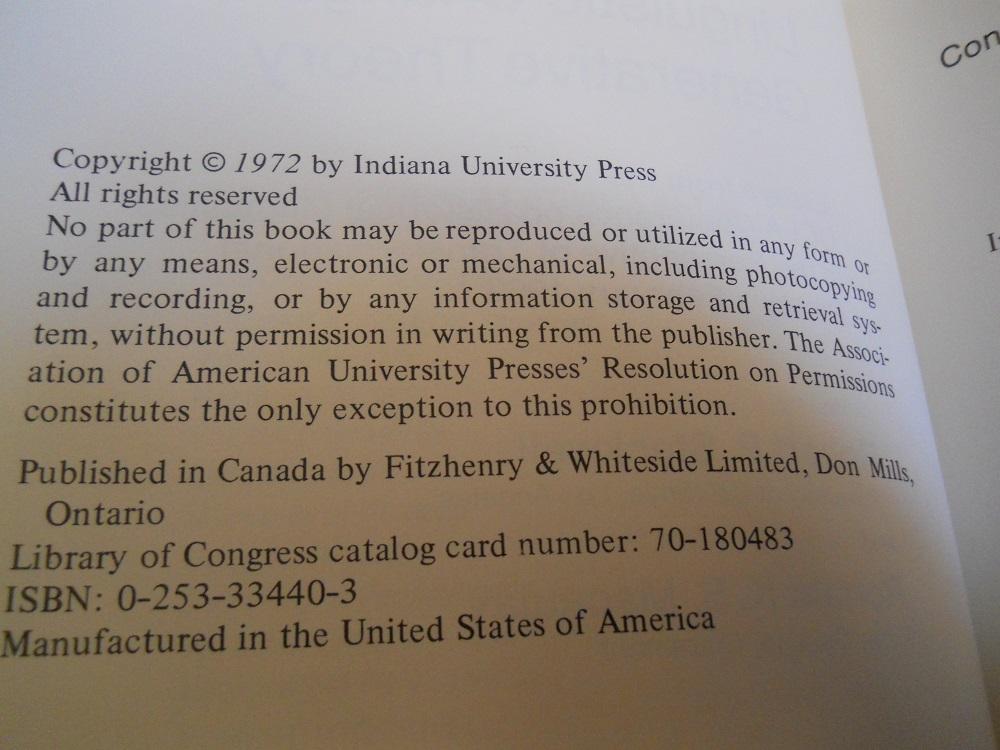 Copyright © 1972 by Indiana University Press
All rights reserved
No part of this book may be reproduced or utilized in any form or
by any means, electronic or mechanical, including photocopying
and recording, or by any information storage and retrieval sys-
tem, without permission in writing from the publisher. The Associ-
ation of American University Presses’ Resolution on Permissions
constitutes the only exception to this prohibition.
Published in Canada by Fitzhenry & Whiteside Limited, Don Mills,
Ontario
Library of Congress catalog card number: 70-180483
ISBN: 0-253-33440-3
Manufactured in the United States of America